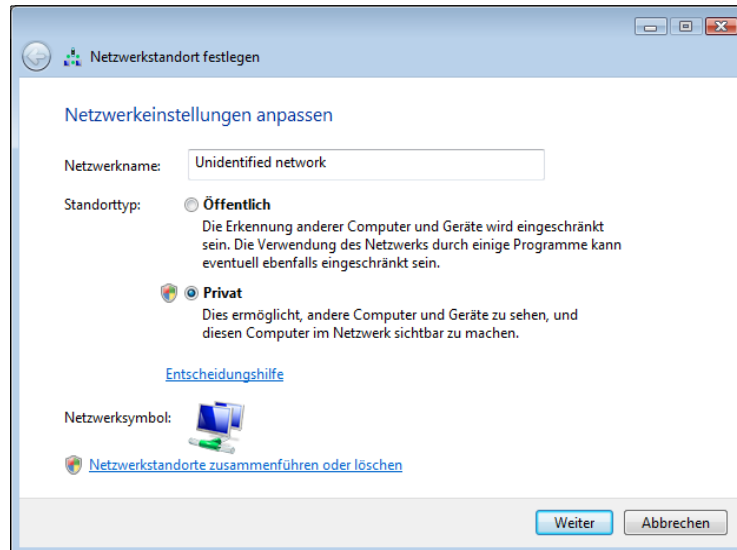 Netzwerkstandort festlegen
Netzwerkeinstellungen anpassen
Netzwerkname: Unidentified network
Standorttyp: Öffentlich
Die Erkennung anderer Computer und Geräte wird eingeschränkt
sein. Die Verwendung des Netzwerks durch einige Programme kann
eventuell ebenfalls eingeschränkt sein.
Privat
Dies ermöglicht, andere Computer und Geräte zu sehen, und
diesen Computer im Netzwerk sichtbar zu machen.
Entscheidungshilfe
Netzwerksymbol:
Netzwerkstandorte zusammenführen oder löschen
Weiter Abbrechen